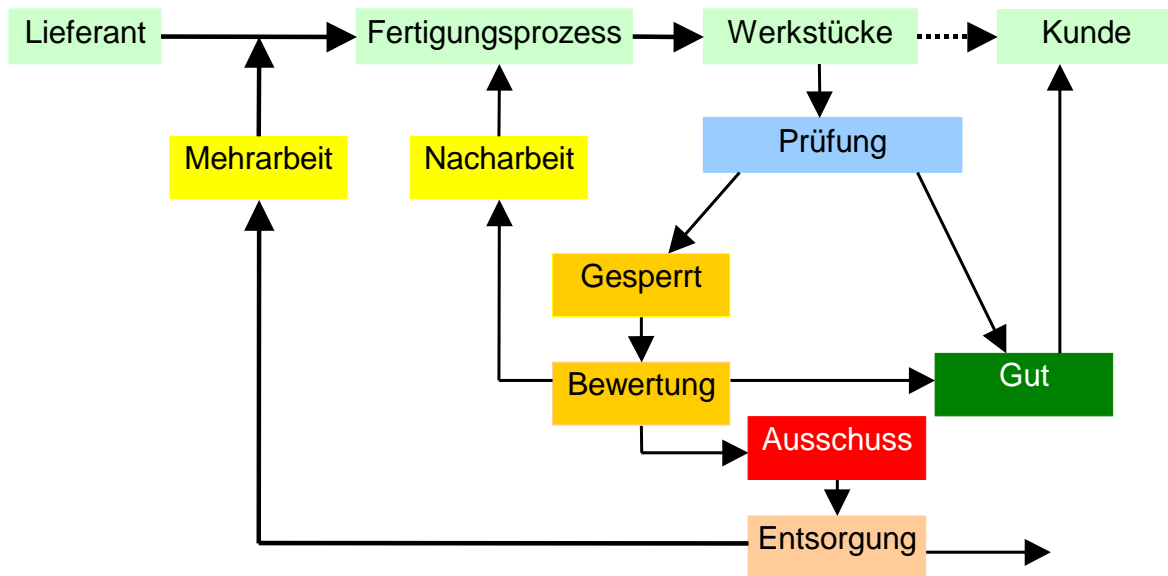 Lieferant
Fertigungsprozess
Werkstücke
Kunde
Mehrarbeit
Nacharbeit
Prüfung
Gesperrt
Bewertung
Gut
Ausschuss
Entsorgung